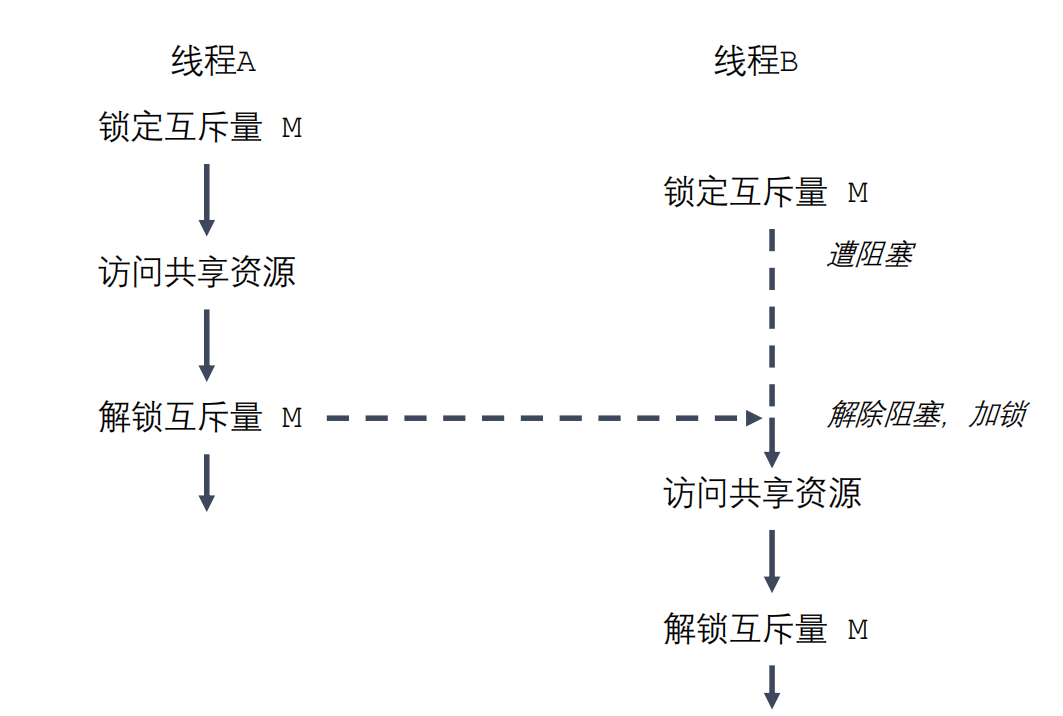 线程A
锁定互斥量 M
访问共享资源
解锁互斥量 M
线程B
锁定互斥量 M
遭阻塞
解除阻塞, 加锁
访问共享资源
解锁互斥量 M